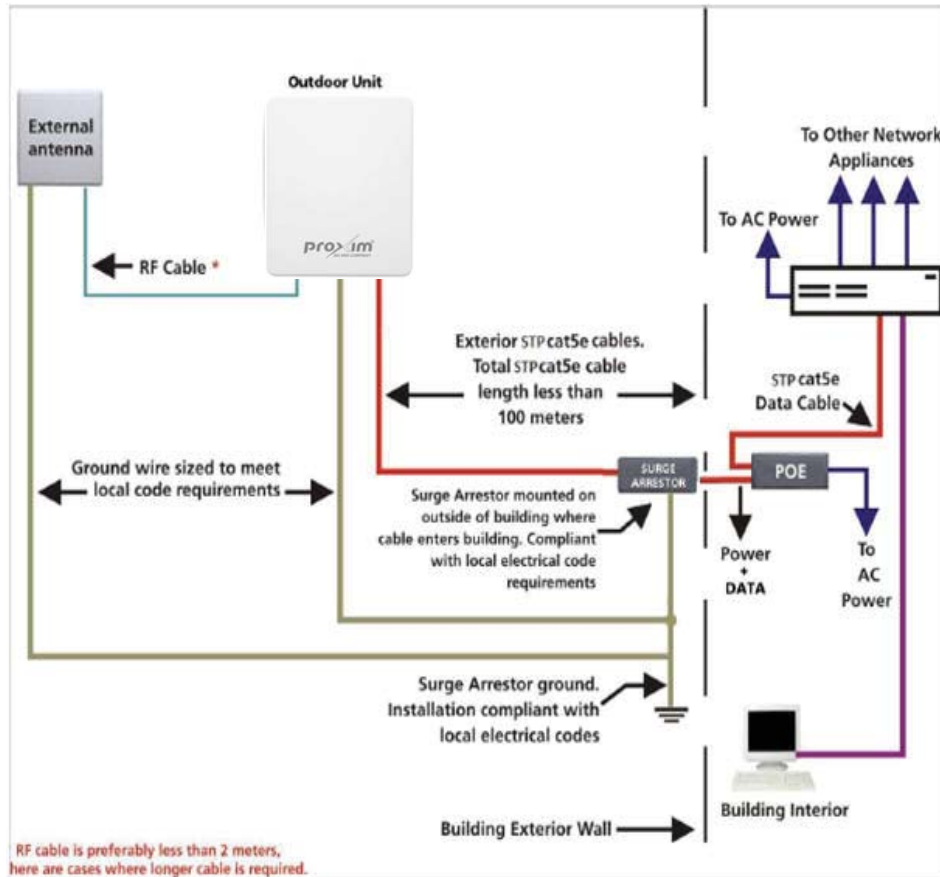 Outdoor Unit
External
antenna
To Other Network
Appliances
To AC Power
proxim
RF Cable *
Exterior STP cat5e cables.
Total STP cat5e cable
length less than
100 meters
STP cat5e
Data Cable
Ground wire sized to meet
local code requirements
SURGE
ARRESTOR
POE
Surge Arrestor mounted on
outside of building where
cable enters building. Compliant
with local electrical code
requirements
Power
+
DATA
To
AC
Power
Surge Arrestor ground.
Installation compliant with
local electrical codes
Building Interior
Building Exterior Wall
RF cable is preferably less than 2 meters,
here are cases where longer cable is required.